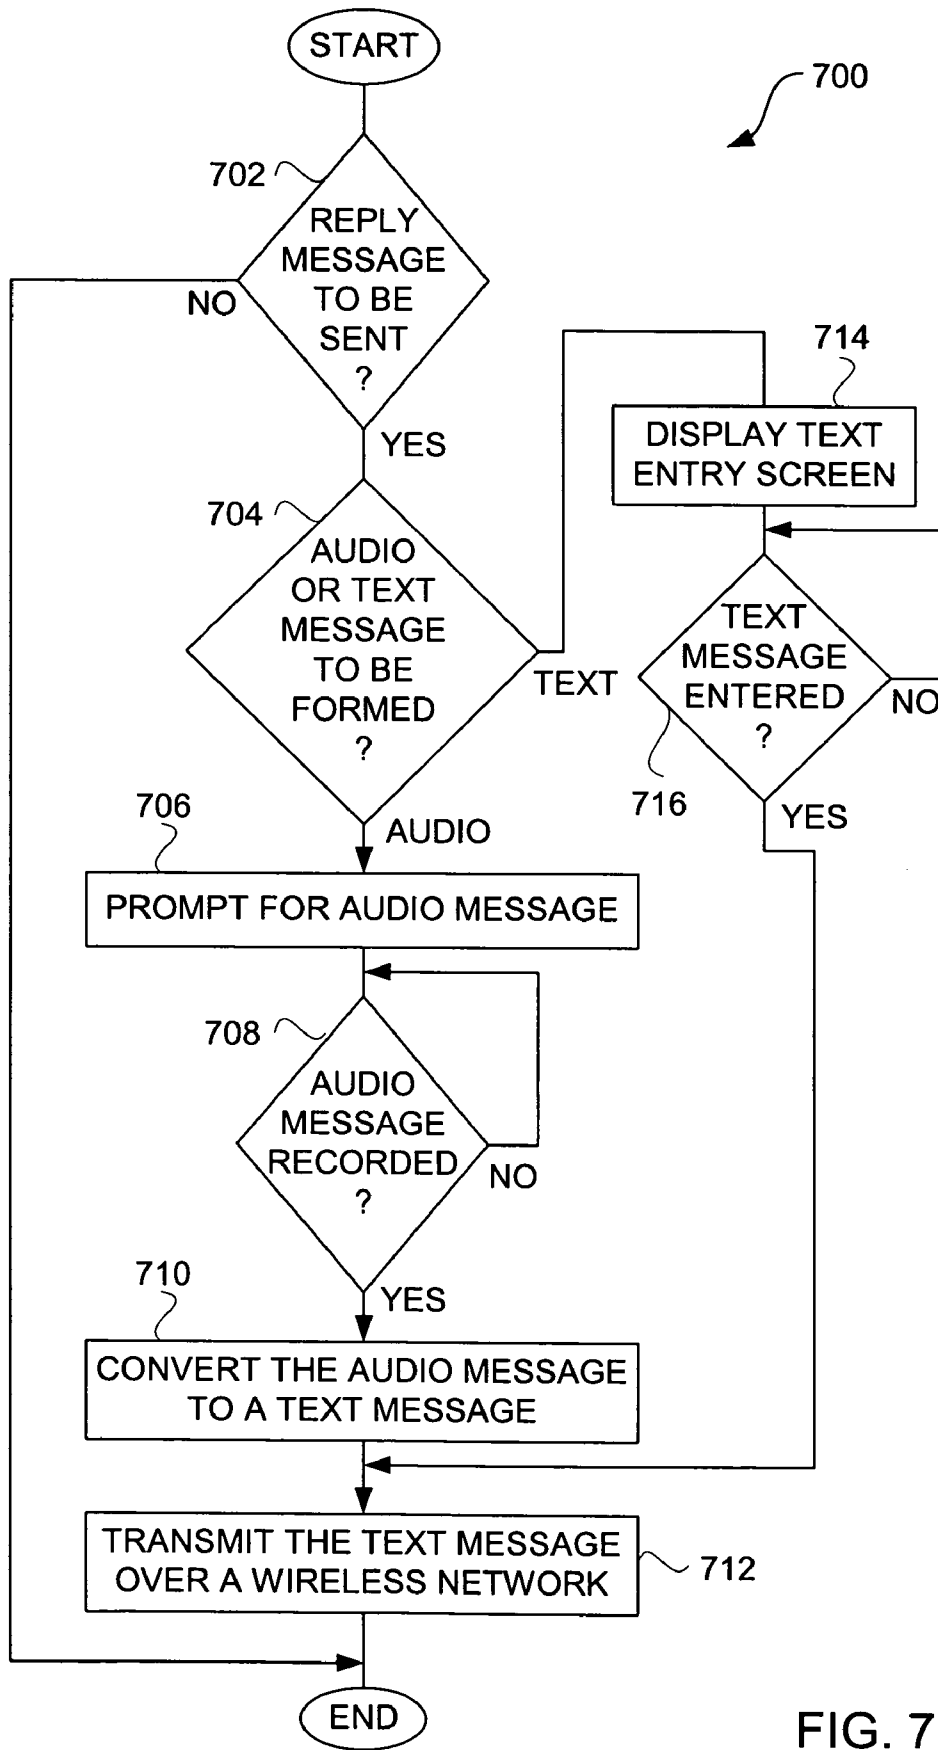 START
700
702
REPLY
MESSAGE
TO BE
SENT
?
NO
YES
714
DISPLAY TEXT
ENTRY SCREEN
704
AUDIO
OR TEXT
MESSAGE
TO BE
FORMED
?
TEXT
TEXT
MESSAGE
ENTERED
?
NO
716
YES
706
AUDIO
PROMPT FOR AUDIO MESSAGE
708
AUDIO
MESSAGE
RECORDED
?
NO
710
YES
CONVERT THE AUDIO MESSAGE
TO A TEXT MESSAGE
TRANSMIT THE TEXT MESSAGE
OVER A WIRELESS NETWORK
712
END
FIG. 7